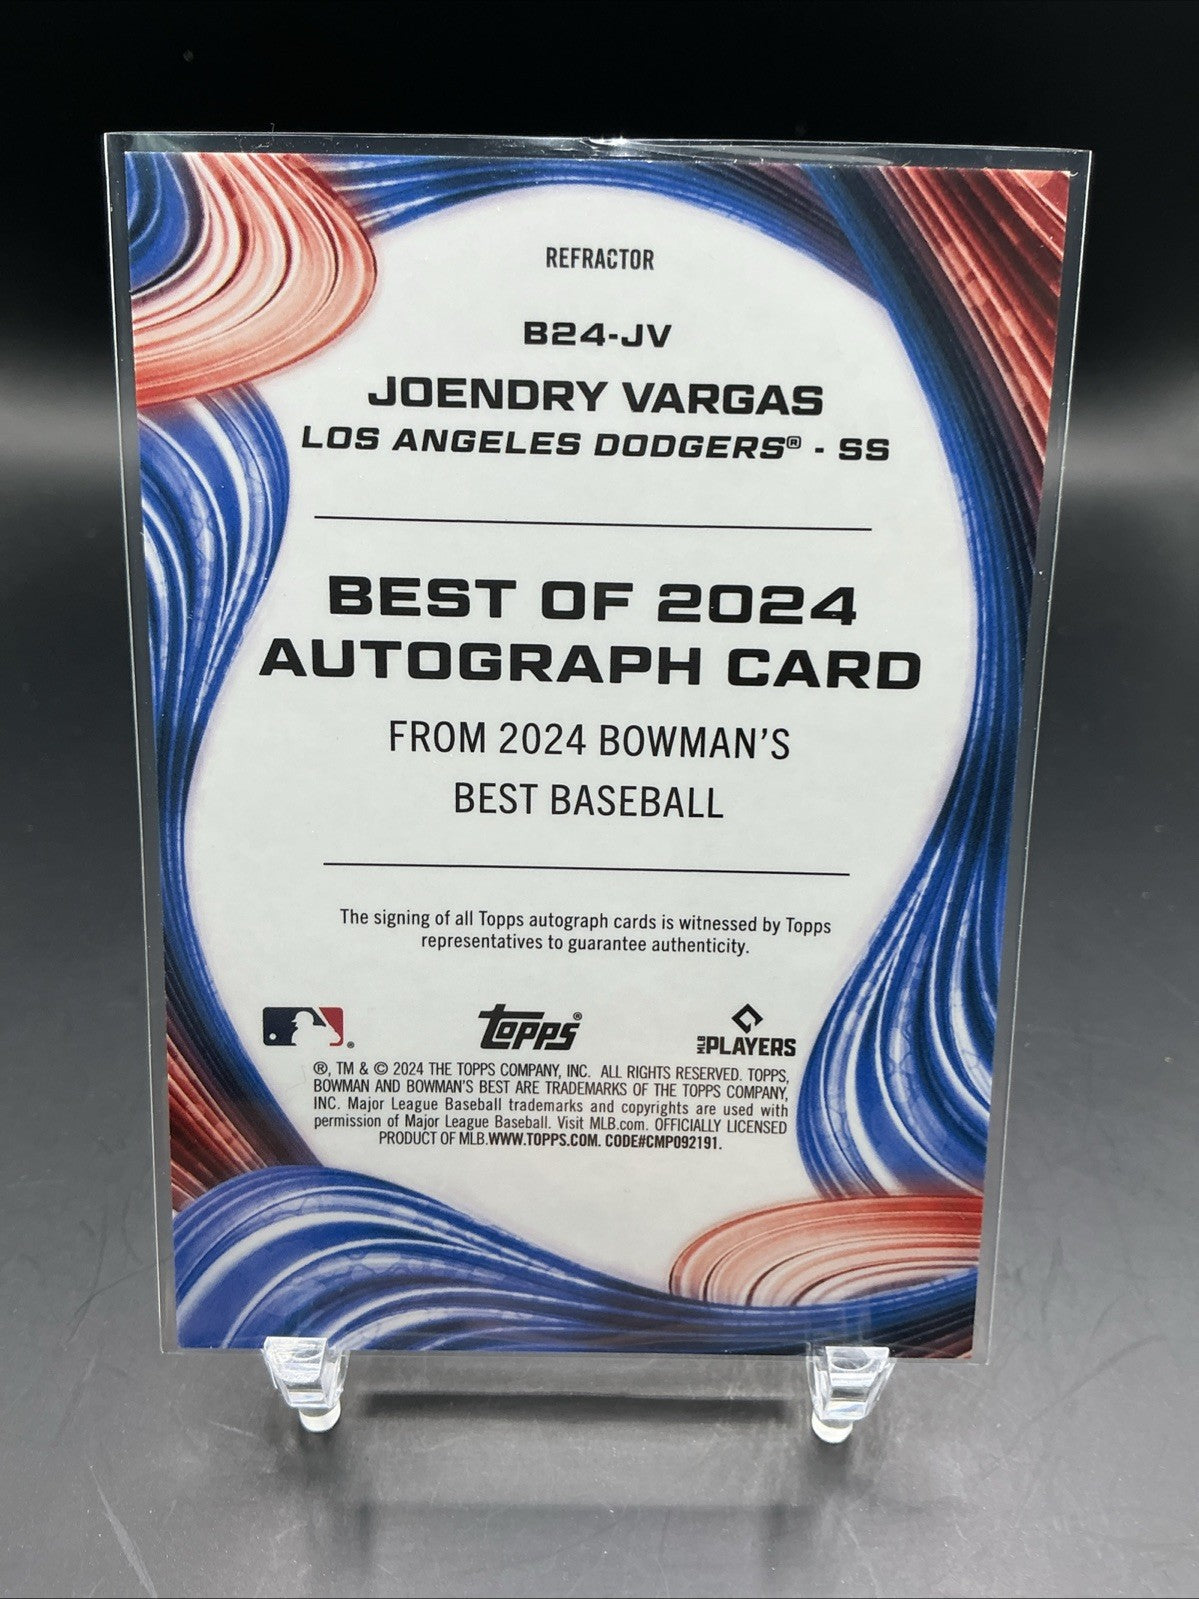 REFRACTOR
B24-JV
JOENDRY VARGAS
LOS ANGELES DODGERS® - SS
BEST OF 2024
AUTOGRAPH CARD
FROM 2024 BOWMAN'S
BEST BASEBALL
The signing of all Topps autograph cards is witnessed by Topps
representatives to guarantee authenticity.
® Topps® MLB PLAYERS
®, TM & © 2024 THE TOPPS COMPANY, INC. ALL RIGHTS RESERVED. TOPPS,
BOWMAN AND BOWMAN'S BEST ARE TRADEMARKS OF THE TOPPS COMPANY,
INC. Major League Baseball trademarks and copyrights are used with
permission of Major League Baseball. Visit MLB.com. OFFICIALLY LICENSED
PRODUCT OF MLB.WWW.TOPPS.COM. CODE#CMP092191.